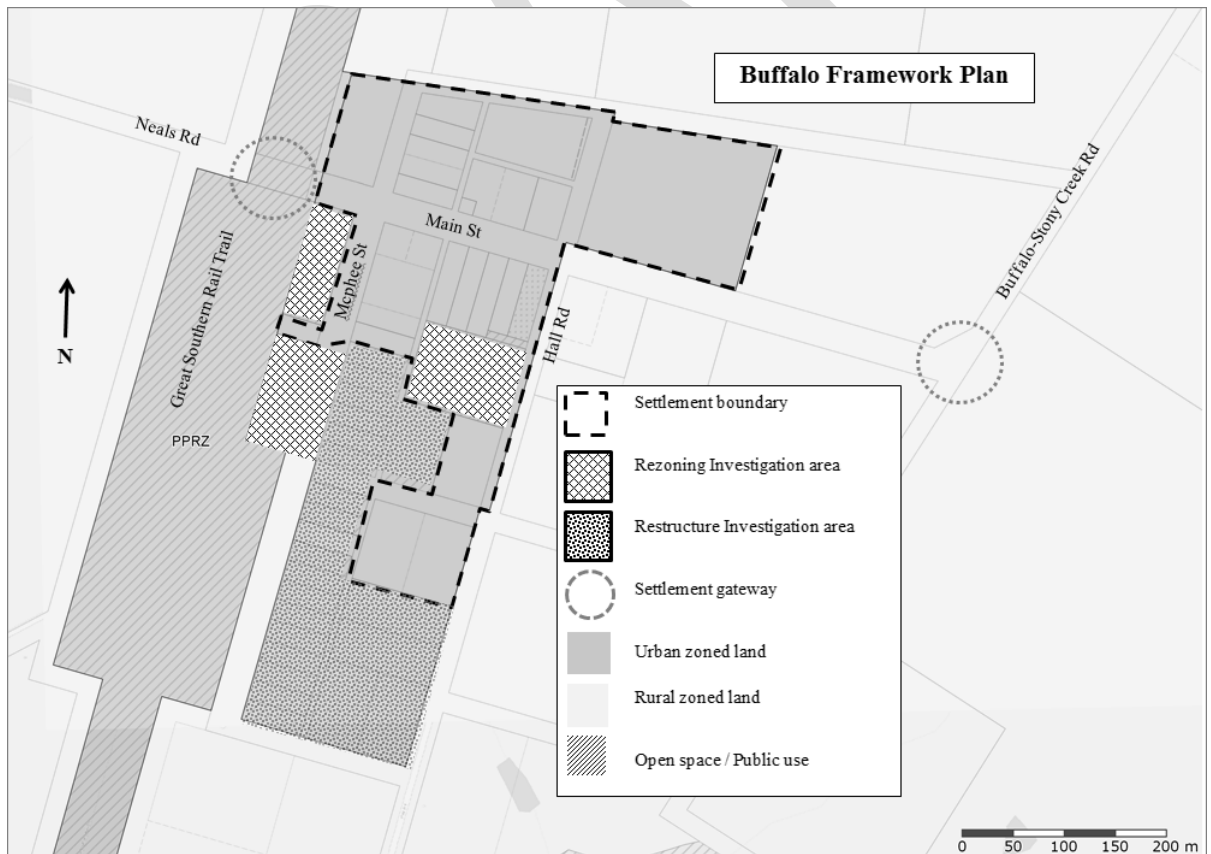 Buffalo Framework Plan
Neals Rd
Main St
Mcphee St
Great Southern Rail Trail
Hall Rd
Buffalo-Stony Creek Rd
N
PPRZ
Settlement boundary
Rezoning Investigation area
Restructure Investigation area
Settlement gateway
Urban zoned land
Rural zoned land
Open space / Public use
0 50 100 150 200 m